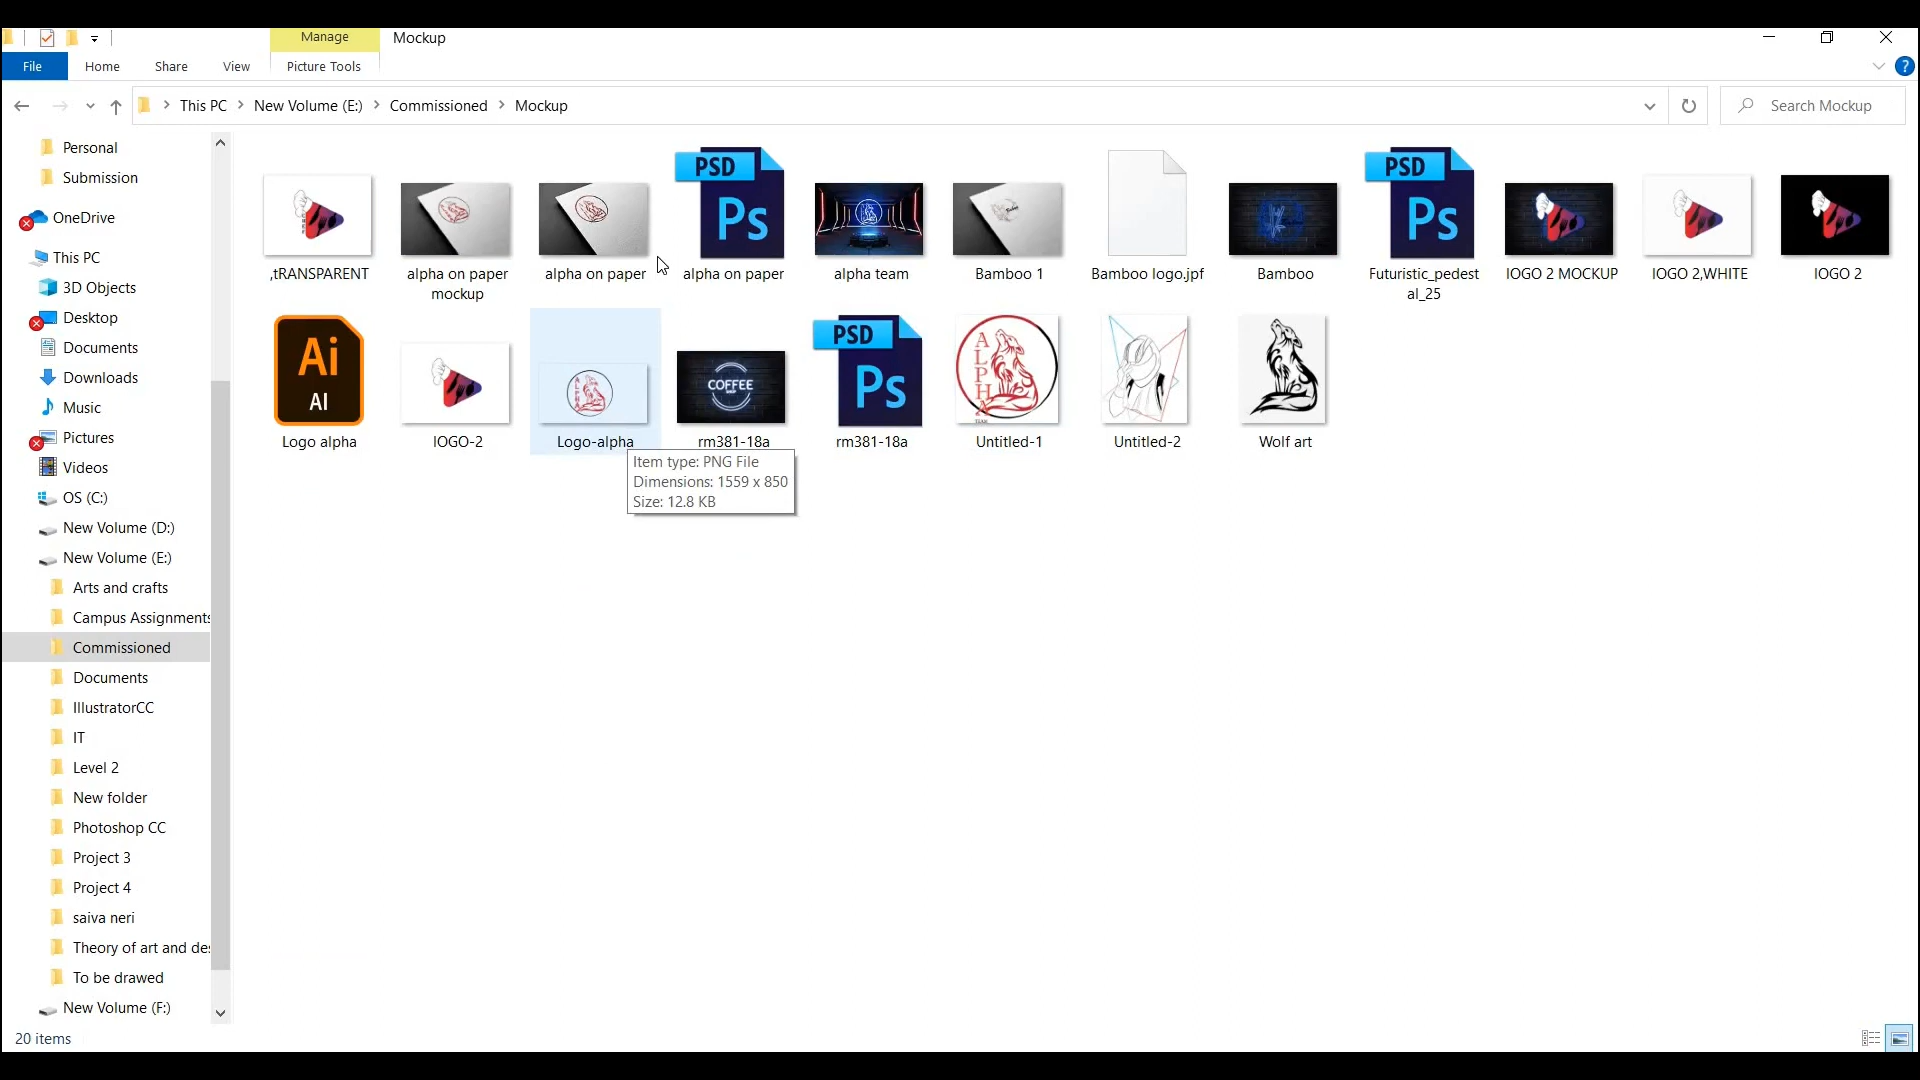 Manage
Mockup
File
Home
Share
View
Picture Tools
This PC
New Volume (E:)
Commissioned
Mockup
Search Mockup
Personal
Submission
OneDrive
This PC
3D Objects
Desktop
Documents
Downloads
Music
Pictures
Videos
OS (C:)
New Volume (D:)
New Volume (E:)
Arts and crafts
Campus Assignments
Commissioned
Documents
IllustratorCC
IT
Level 2
New folder
Photoshop CC
Project 3
Project 4
saiva neri
Theory of art and des
To be drawed
New Volume (F:)
,tRANSPARENT
alpha on paper
mockup
alpha on paper
PSD
Ps
alpha on paper
alpha team
Bamboo 1
Bamboo logo.jpf
Bamboo
PSD
Ps
Futuristic_pedest
al_25
lOGO 2 MOCKUP
lOGO 2,WHITE
lOGO 2
Ai
AI
Logo alpha
lOGO-2
Logo-alpha
COFFEE
rm381-18a
PSD
Ps
rm381-18a
ALPHA
Untitled-1
Untitled-2
Wolf art
Item type: PNG File
Dimensions: 1559 x 850
Size: 12.8 KB
20 items